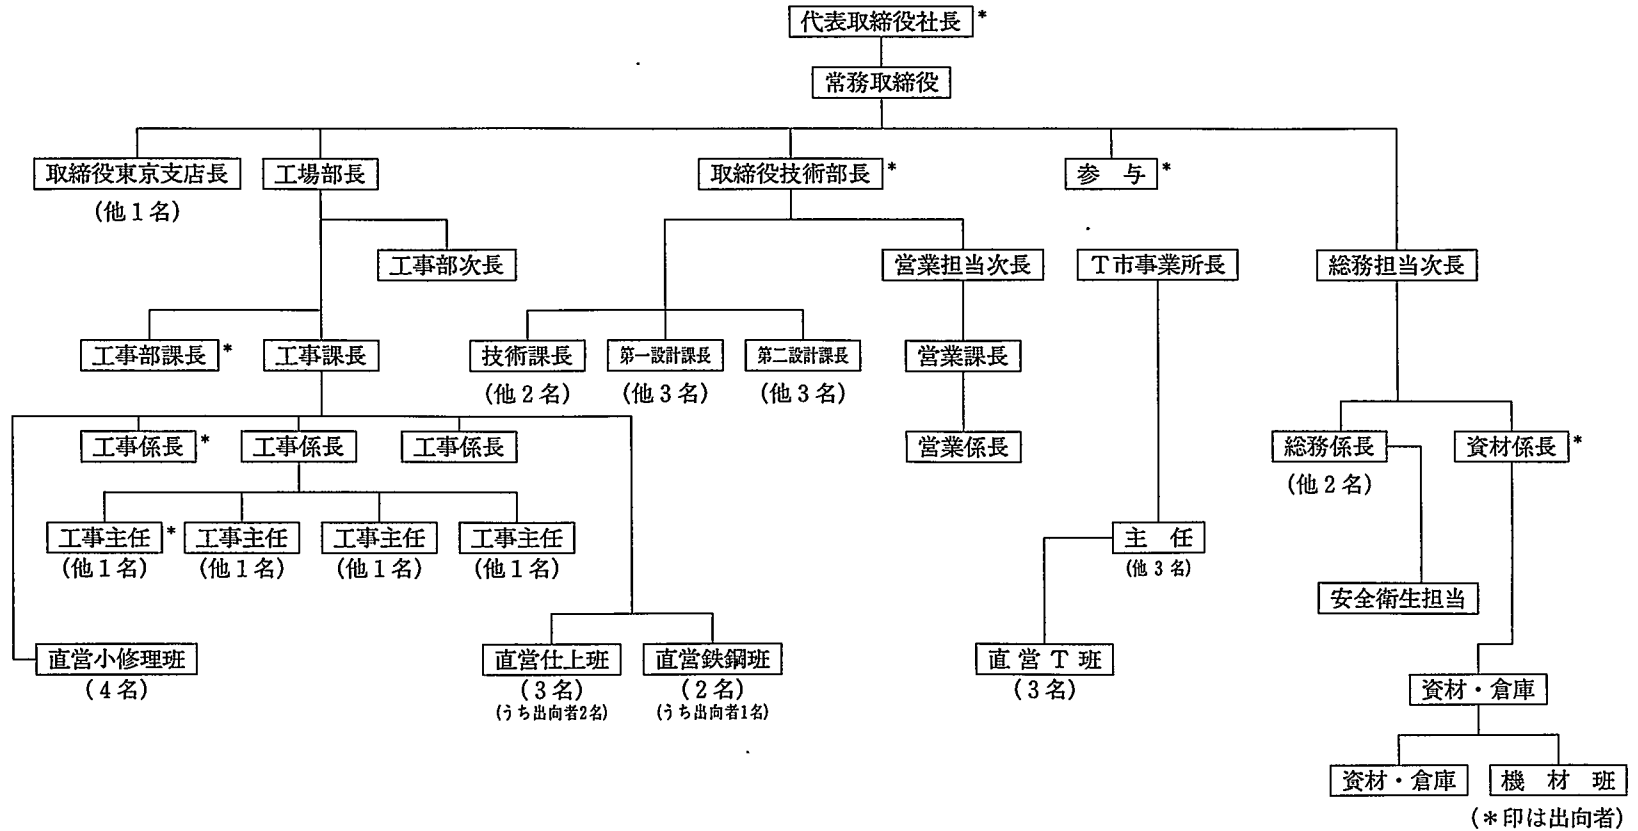 代表取締役社長*
常務取締役
取締役東京支店長
(他1名)
工場部長
取締役技術部長*
参 与*
工事部次長
営業担当次長
T市事業所長
総務担当次長
工事部課長*
工事課長
技術課長
(他2名)
第一設計課長
(他3名)
第二設計課長
(他3名)
営業課長
工事係長*
工事係長
工事係長
営業係長
総務係長
(他2名)
資材係長*
工事主任*
(他1名)
工事主任
(他1名)
工事主任
(他1名)
工事主任
(他1名)
主 任
(他3名)
安全衛生担当
直営小修理班
(4名)
直営仕上班
(3名)
(うち出向者2名)
直営鉄鋼班
(2名)
(うち出向者1名)
直営T班
(3名)
資材・倉庫
資材・倉庫
機 材 班
(*印は出向者)